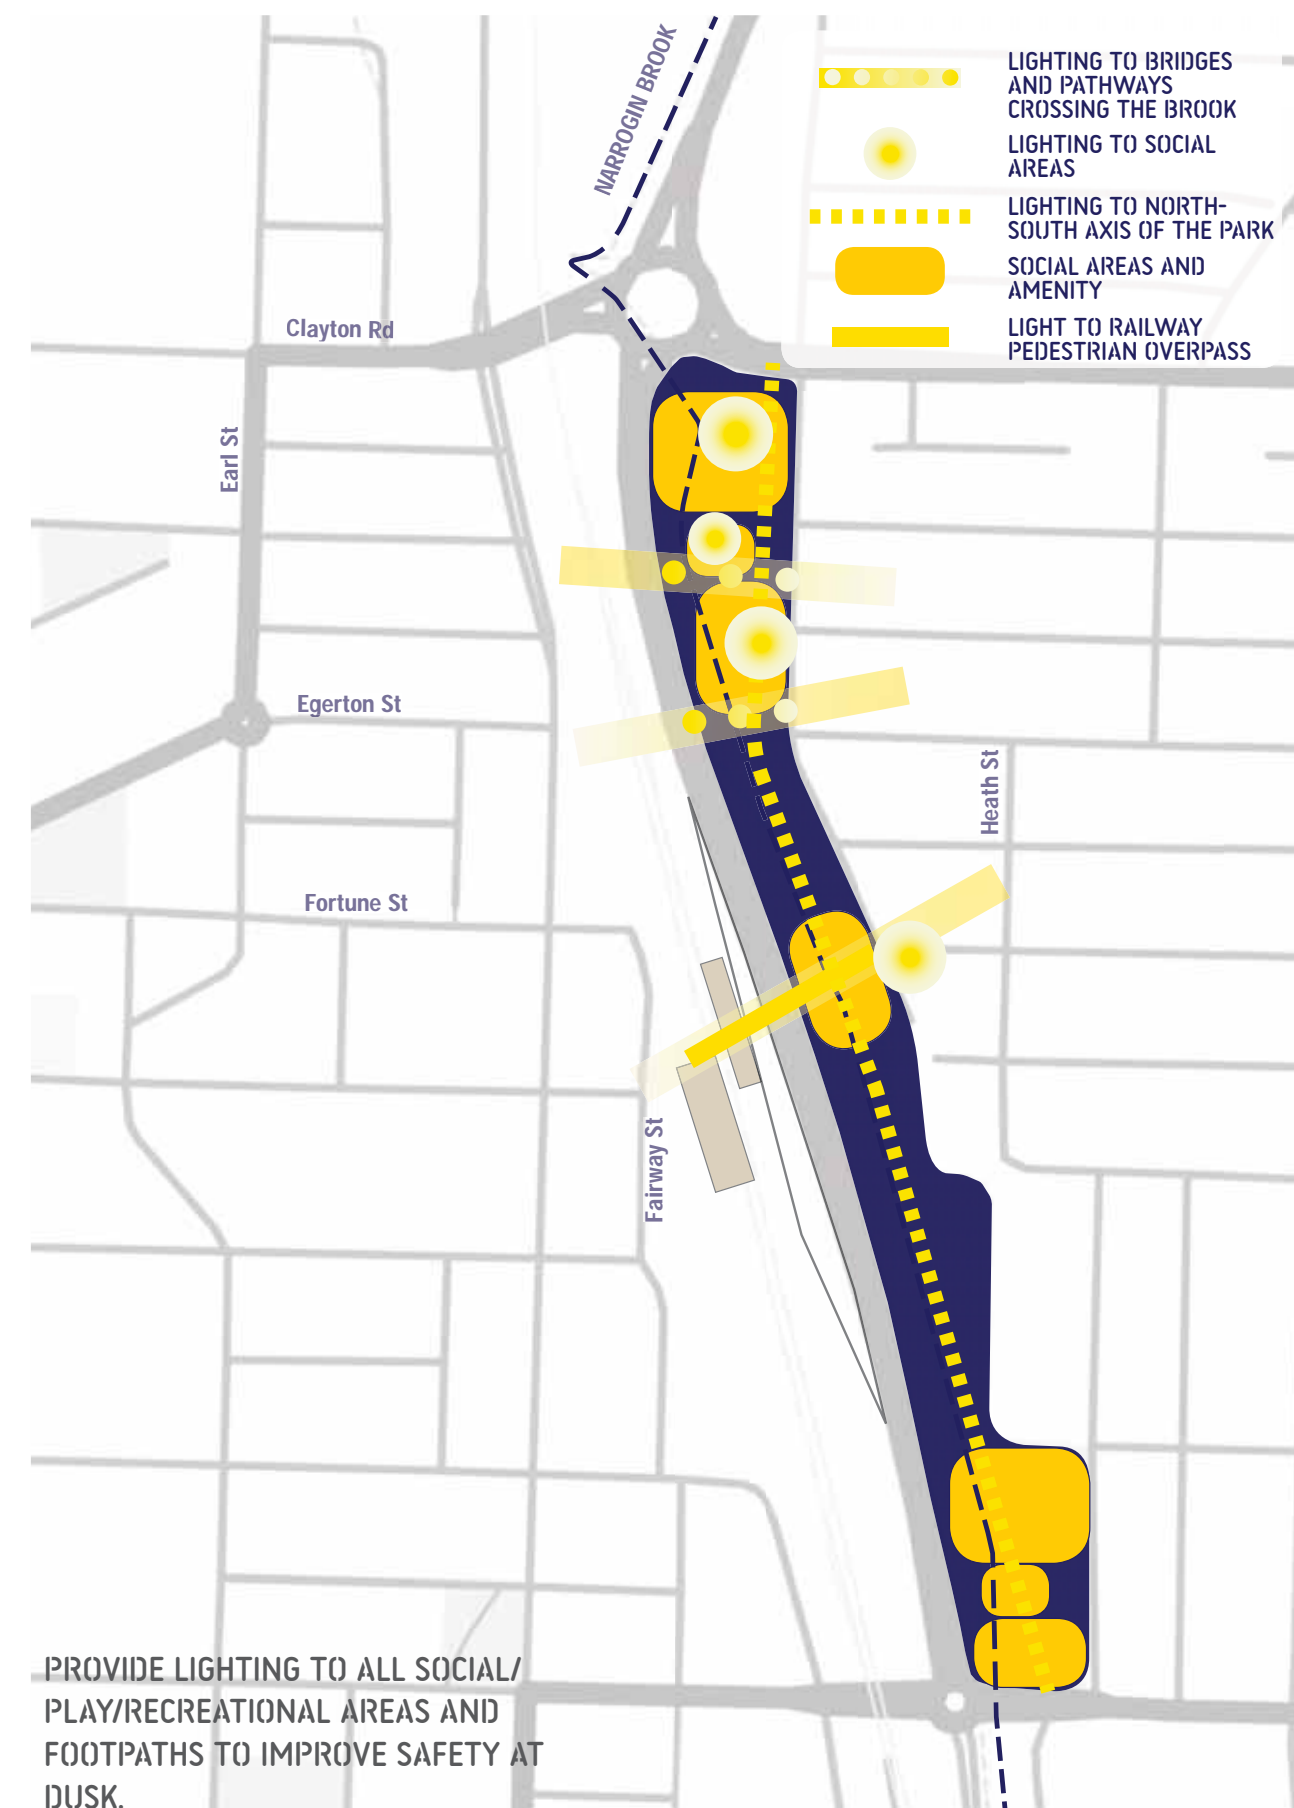 NARROGIN BROOK
LIGHTING TO BRIDGES
AND PATHWAYS
CROSSING THE BROOK
LIGHTING TO SOCIAL
AREAS
LIGHTING TO NORTH-
SOUTH AXIS OF THE PARK
SOCIAL AREAS AND
AMENITY
LIGHT TO RAILWAY
PEDESTRIAN OVERPASS
Clayton Rd
Earl St
Egerton St
Heath St
Fortune St
Fairway St
PROVIDE LIGHTING TO ALL SOCIAL/
PLAY/RECREATIONAL AREAS AND
FOOTPATHS TO IMPROVE SAFETY AT
DUSK.